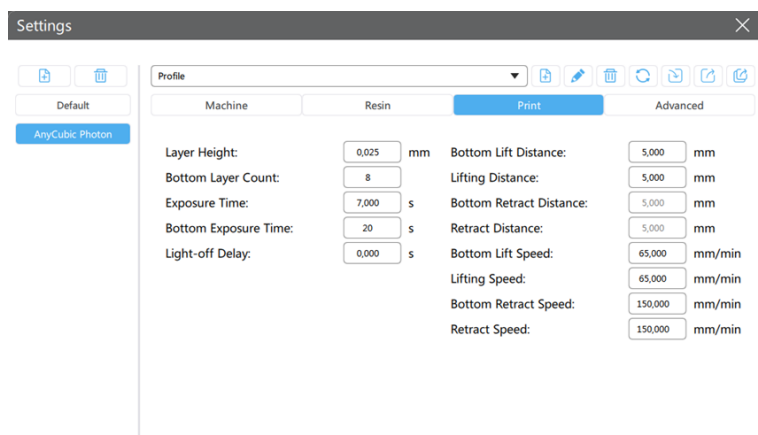 Settings
Profile
Default
Machine
Resin
Print
Advanced
AnyCubic Photon
Layer Height: 0,025 mm
Bottom Layer Count: 8
Exposure Time: 7,000 s
Bottom Exposure Time: 20 s
Light-off Delay: 0,000 s
Bottom Lift Distance: 5,000 mm
Lifting Distance: 5,000 mm
Bottom Retract Distance: 5,000 mm
Retract Distance: 5,000 mm
Bottom Lift Speed: 65,000 mm/min
Lifting Speed: 65,000 mm/min
Bottom Retract Speed: 150,000 mm/min
Retract Speed: 150,000 mm/min